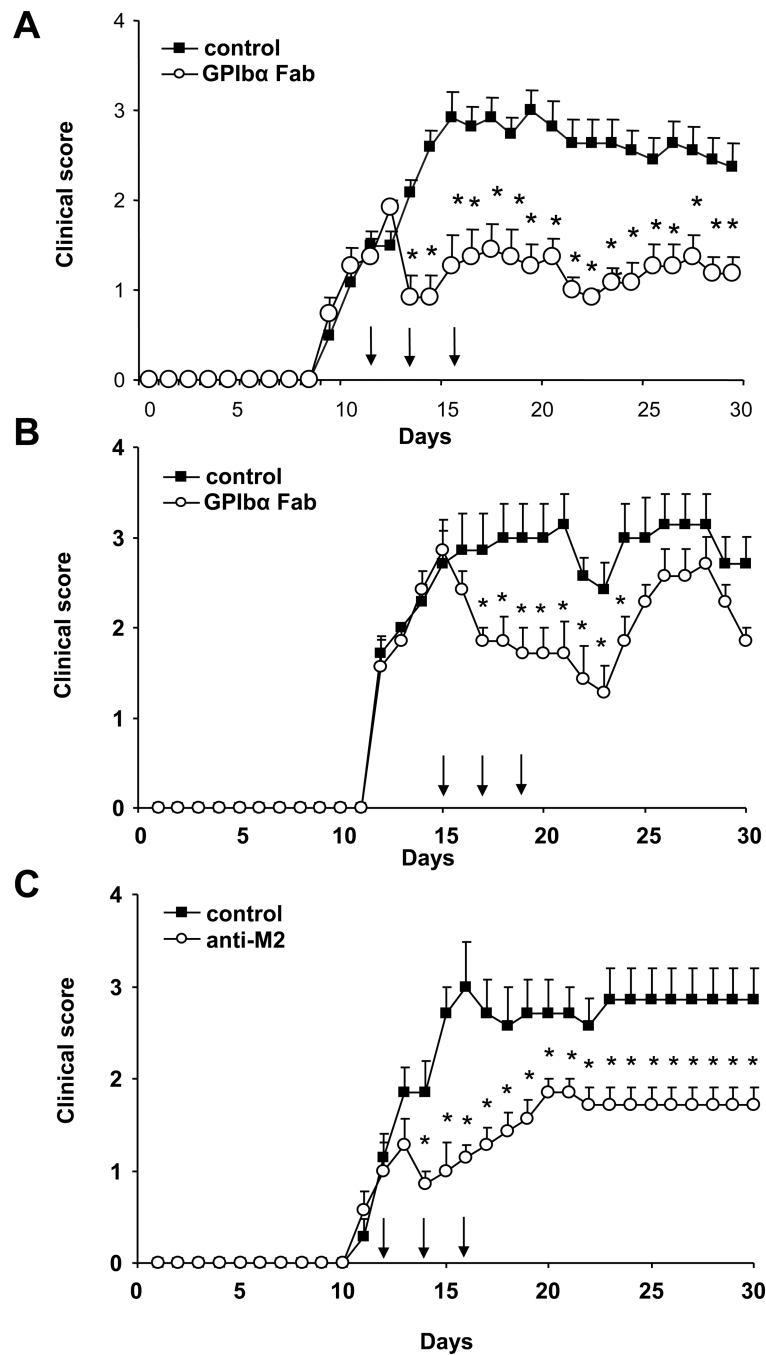 A
4
3
2
1
0
control
GPIbα Fab
Clinical score
* * * * * * * * * * * * * * * * *
0 5 10 15 20 25 30
Days
B
4
3
2
1
0
control
GPIbα Fab
Clinical score
* * * * * * * *
0 5 10 15 20 25 30
Days
C
4
3
2
1
0
control
anti-M2
Clinical score
* * * * * * * * * * * * * * * * *
0 5 10 15 20 25 30
Days